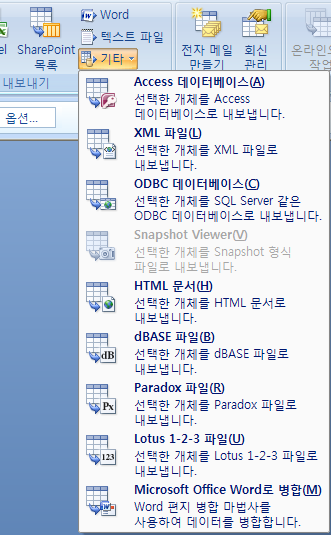 el
SharePoint
목록
Word
텍스트 파일
기타
전자 메일
만들기
회신
관리
온라인으
작업
내보내기
옵션...
Access 데이터베이스(A)
선택한 개체를 Access
데이터베이스로 내보냅니다.
XML 파일(L)
선택한 개체를 XML 파일로
내보냅니다.
ODBC 데이터베이스(C)
선택한 개체를 SQL Server 같은
ODBC 데이터베이스로 내보냅니다.
Snapshot Viewer(V)
선택한 개체를 Snapshot 형식
파일로 내보냅니다.
HTML 문서(H)
선택한 개체를 HTML 문서로
내보냅니다.
dB
dBASE 파일(B)
선택한 개체를 dBASE 파일로
내보냅니다.
Px
Paradox 파일(R)
선택한 개체를 Paradox 파일로
내보냅니다.
123
Lotus 1-2-3 파일(U)
선택한 개체를 Lotus 1-2-3 파일로
내보냅니다.
Microsoft Office Word로 병합(M)
Word 편지 병합 마법사를
사용하여 데이터를 병합합니다.